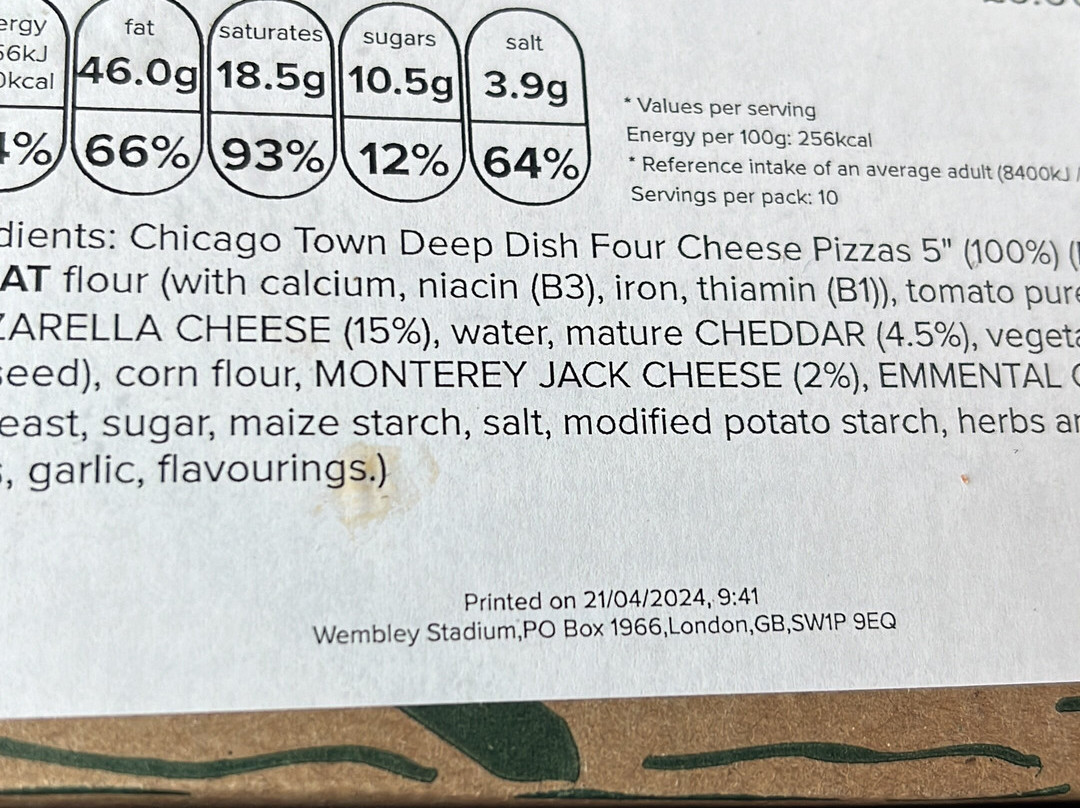 fat saturates sugars salt
46.0g 18.5g 10.5g 3.9g
66% 93% 12% 64%
* Values per serving
Energy per 100g: 256kcal
* Reference intake of an average adult (8400kJ /
Servings per pack: 10
dients: Chicago Town Deep Dish Four Cheese Pizzas 5" (100%) (
AT flour (with calcium, niacin (B3), iron, thiamin (B1)), tomato pure
ZARELLA CHEESE (15%), water, mature CHEDDAR (4.5%), vegeta
seed), corn flour, MONTEREY JACK CHEESE (2%), EMMENTAL C
east, sugar, maize starch, salt, modified potato starch, herbs an
s, garlic, flavourings.)
Printed on 21/04/2024, 9:41
Wembley Stadium,PO Box 1966,London,GB,SW1P 9EQ